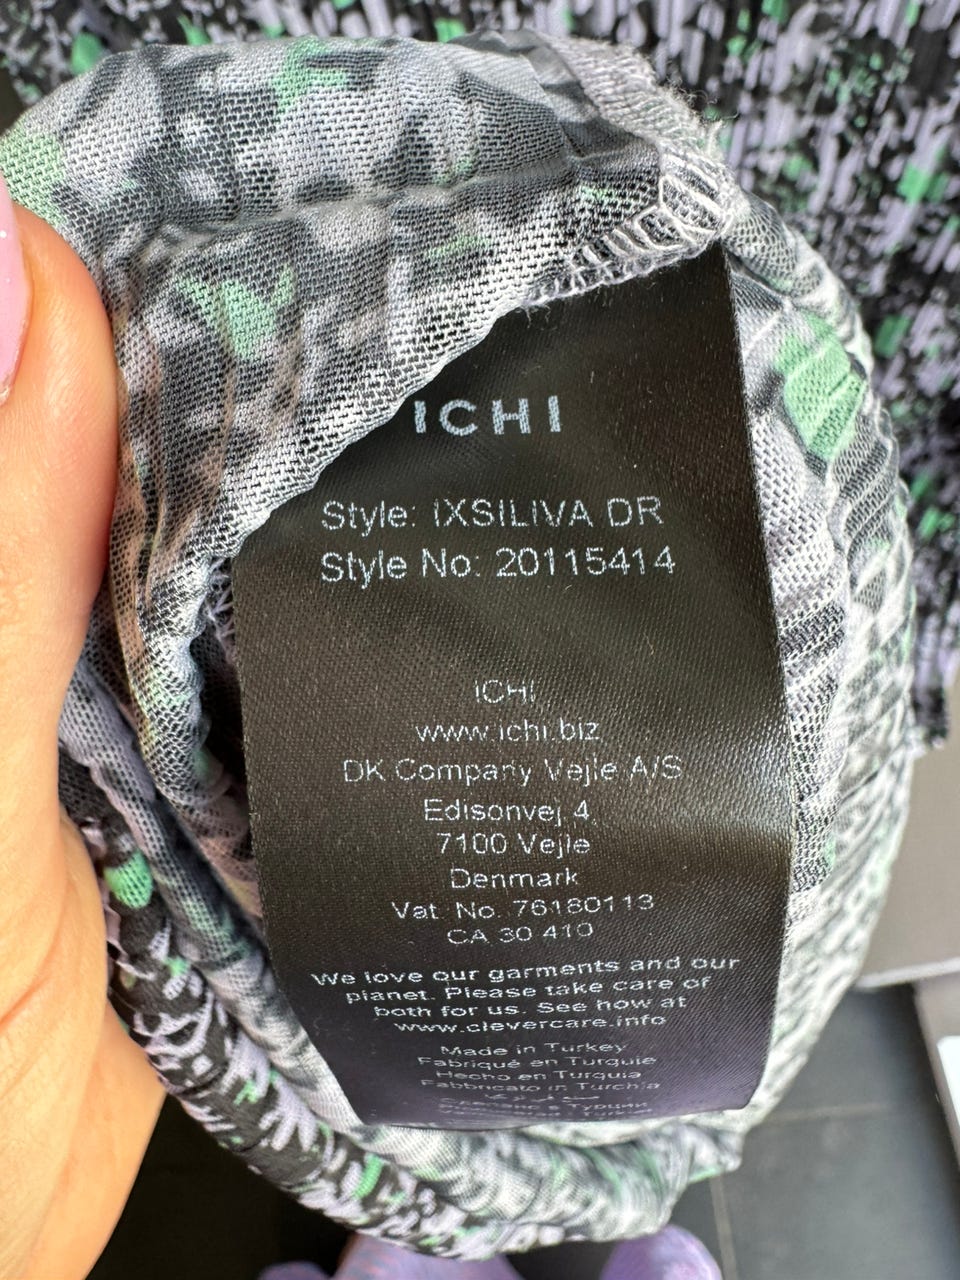 ICHI
Style: IXSILIVA DR
Style No: 20115414
ICHI
www.ichi.biz
DK Company Vejle A/S
Edisonvej 4,
7100 Vejle
Denmark
Vat. No. 76180113
CA 30 410
We love our garments and our
planet. Please take care of
both for us. See how at
www.clevercare.info
Made in Turkey
Fabriqué en Turquie
Hecho en Turquía
Fabbricato in Turchia